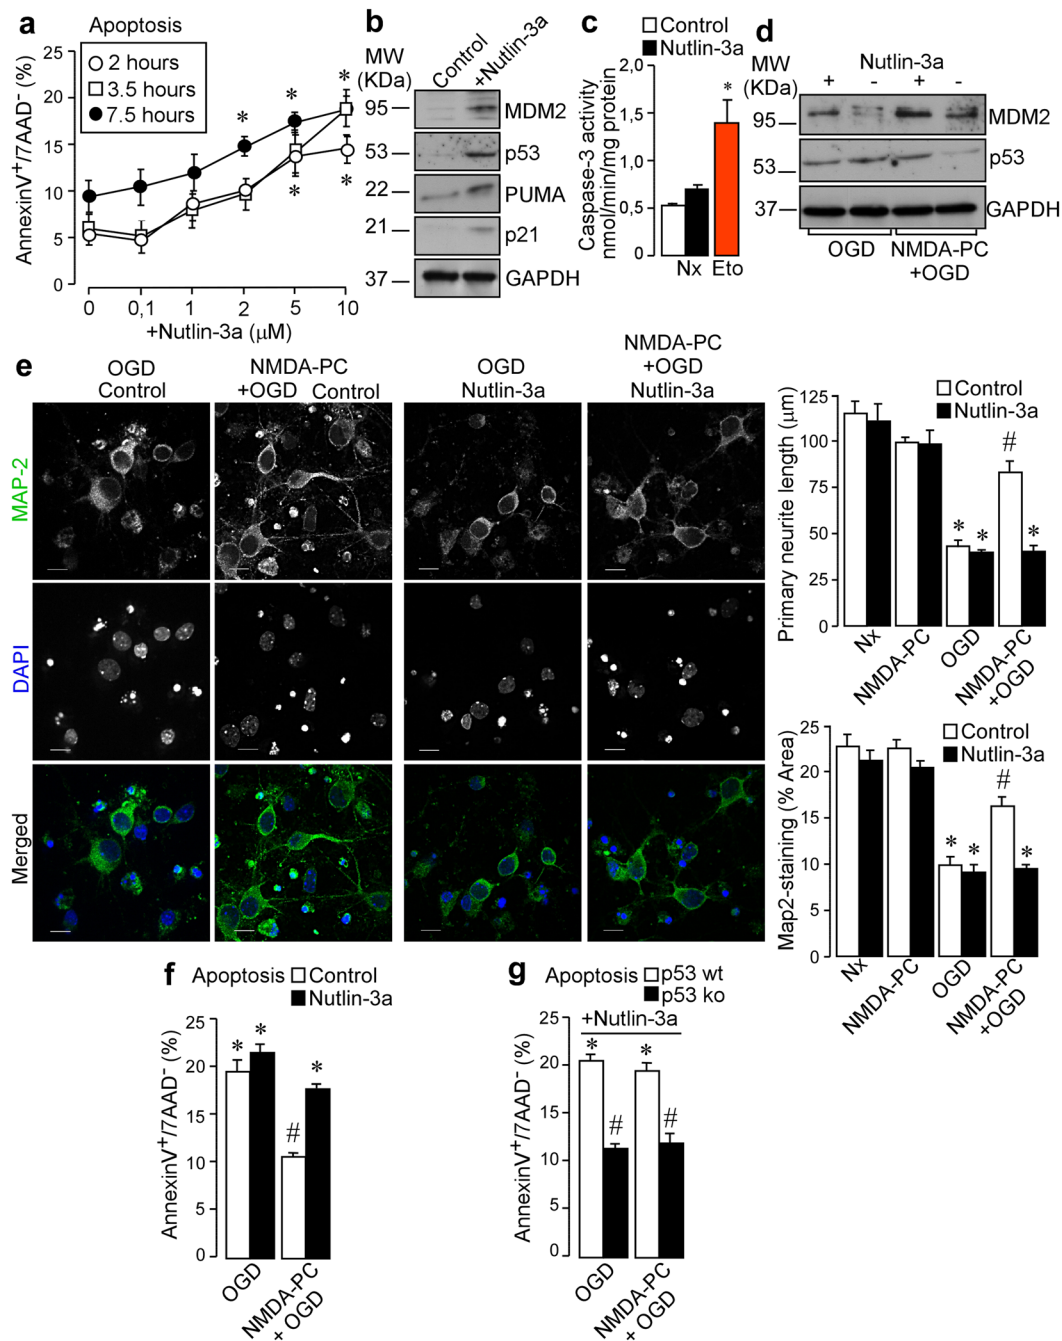 a
Apoptosis
2 hours
3.5 hours
7.5 hours
AnnexinV+/7AAD− (%)
25
20
15
10
5
0
* * *
* *
0 0,1 1 2 5 10
+Nutlin-3a (µM)
b
MW
(KDa)
Control
+Nutlin-3a
95 MDM2
53 p53
22 PUMA
21 p21
37 GAPDH
c
Control
Nutlin-3a
Caspase-3 activity
nmol/min/mg protein
2,0
1,5
1,0
0,5
0
*
Nx Eto
d
Nutlin-3a
MW
(KDa)
+ - + -
95 MDM2
53 p53
37 GAPDH
OGD NMDA-PC
+OGD
e
OGD
Control
NMDA-PC
+OGD Control
OGD
Nutlin-3a
NMDA-PC
+OGD
Nutlin-3a
MAP-2
DAPI
Merged
Control
Nutlin-3a
Primary neurite length (µm)
125
100
75
50
25
0
* * # *
Nx
NMDA-PC
OGD
NMDA-PC
+OGD
Control
Nutlin-3a
Map2-staining (% Area)
25
20
15
10
5
0
* * # *
Nx
NMDA-PC
OGD
NMDA-PC
+OGD
f
Apoptosis
Control
Nutlin-3a
AnnexinV+/7AAD− (%)
25
20
15
10
5
0
* * # *
OGD
NMDA-PC
+ OGD
g
Apoptosis
p53 wt
p53 ko
+Nutlin-3a
AnnexinV+/7AAD− (%)
25
20
15
10
5
0
* # * #
OGD
NMDA-PC
+ OGD